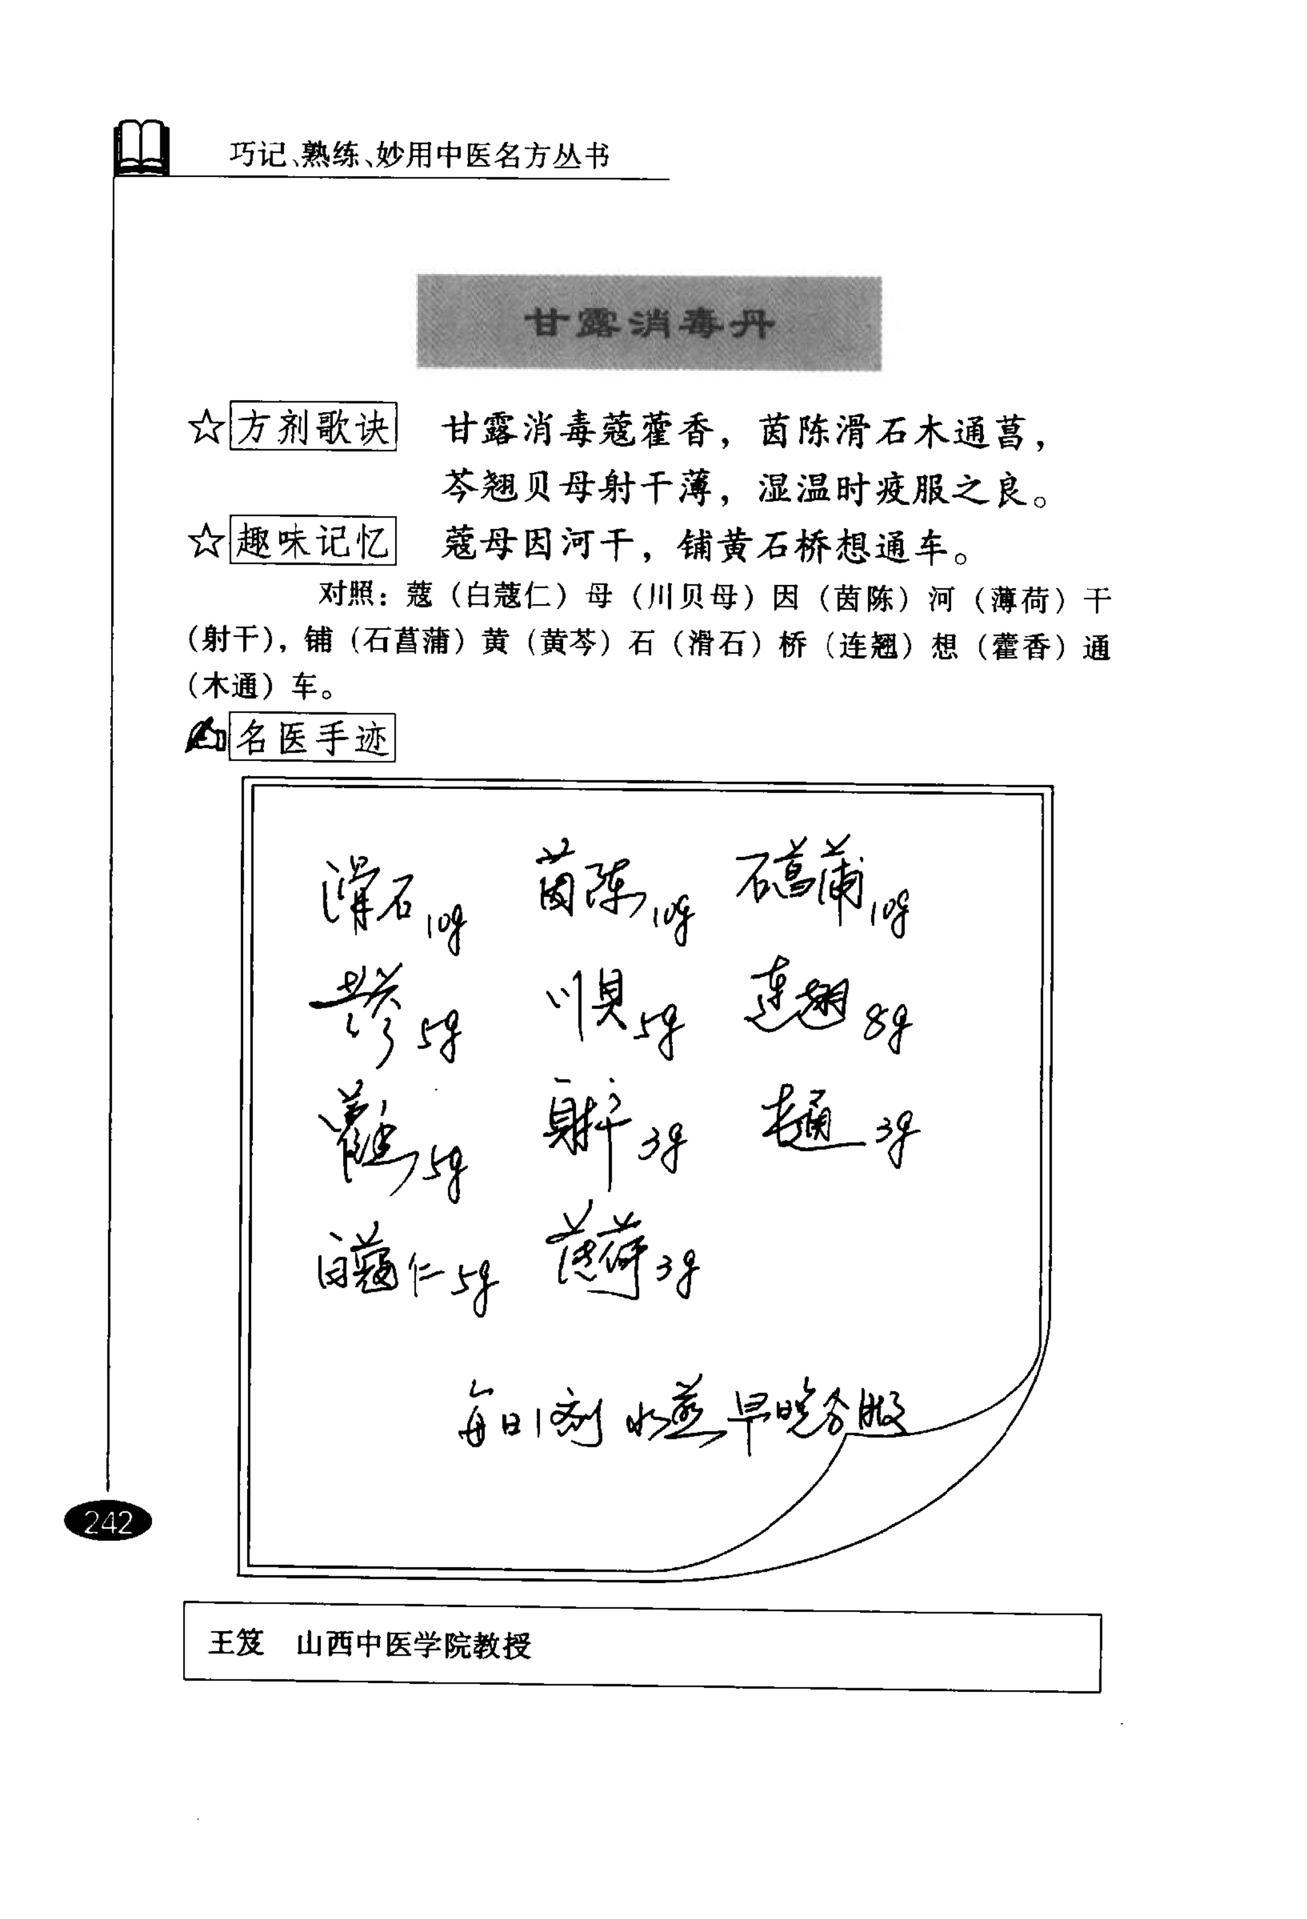 巧记、熟练、妙用中医名方丛书
甘露消毒丹
☆方剂歌诀 甘露消毒蔻藿香，茵陈滑石木通菖，
芩翘贝母射干薄，湿温时疫服之良。
☆趣味记忆 蔻母因河干，铺黄石桥想通车。
对照：蔻（白蔻仁）母（川贝母）因（茵陈）河（薄荷）干
（射干），铺（石菖蒲）黄（黄芩）石（滑石）桥（连翘）想（藿香）通
（木通）车。
名医手迹
滑石10g 茵陈10g 石菖蒲10g
黄芩5g 川贝5g 连翘8g
藿香5g 射干3g 木通3g
白蔻仁5g 薄荷3g
每日1剂 水煎 早晚分服
242
王笈 山西中医学院教授